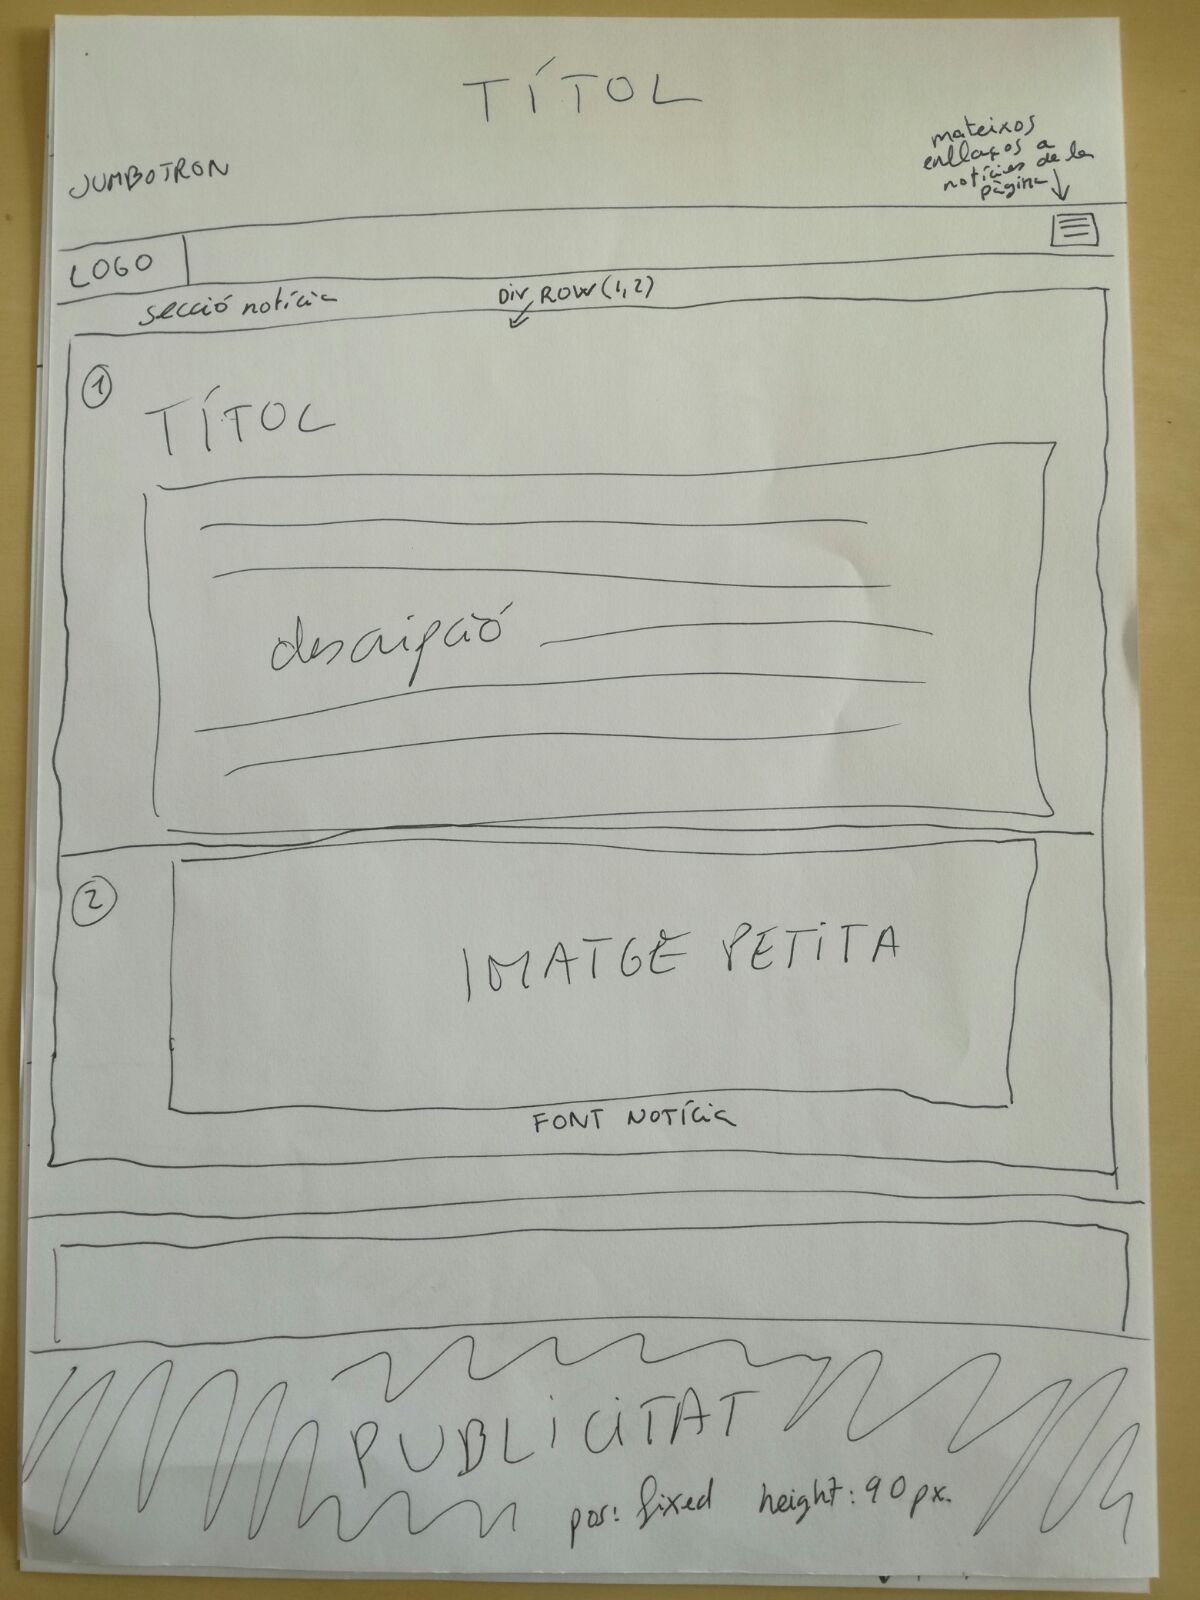 TÍTOL
JUMBOTRON
mateixos
enllaços a
notícies de la
pàgina
LOGO
secció notícia
DIV ROW (1,2)
1
TÍTOL
descripció
2
IMATGE PETITA
FONT NOTÍCIA
PUBLICITAT
pos: fixed height: 90px.